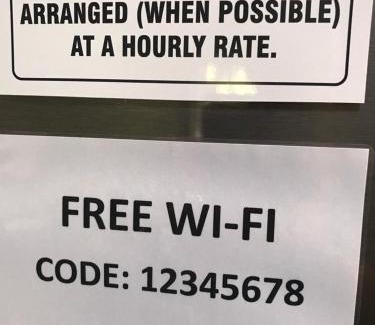 ARRANGED (WHEN POSSIBLE)
AT A HOURLY RATE.
FREE WI-FI
CODE: 12345678